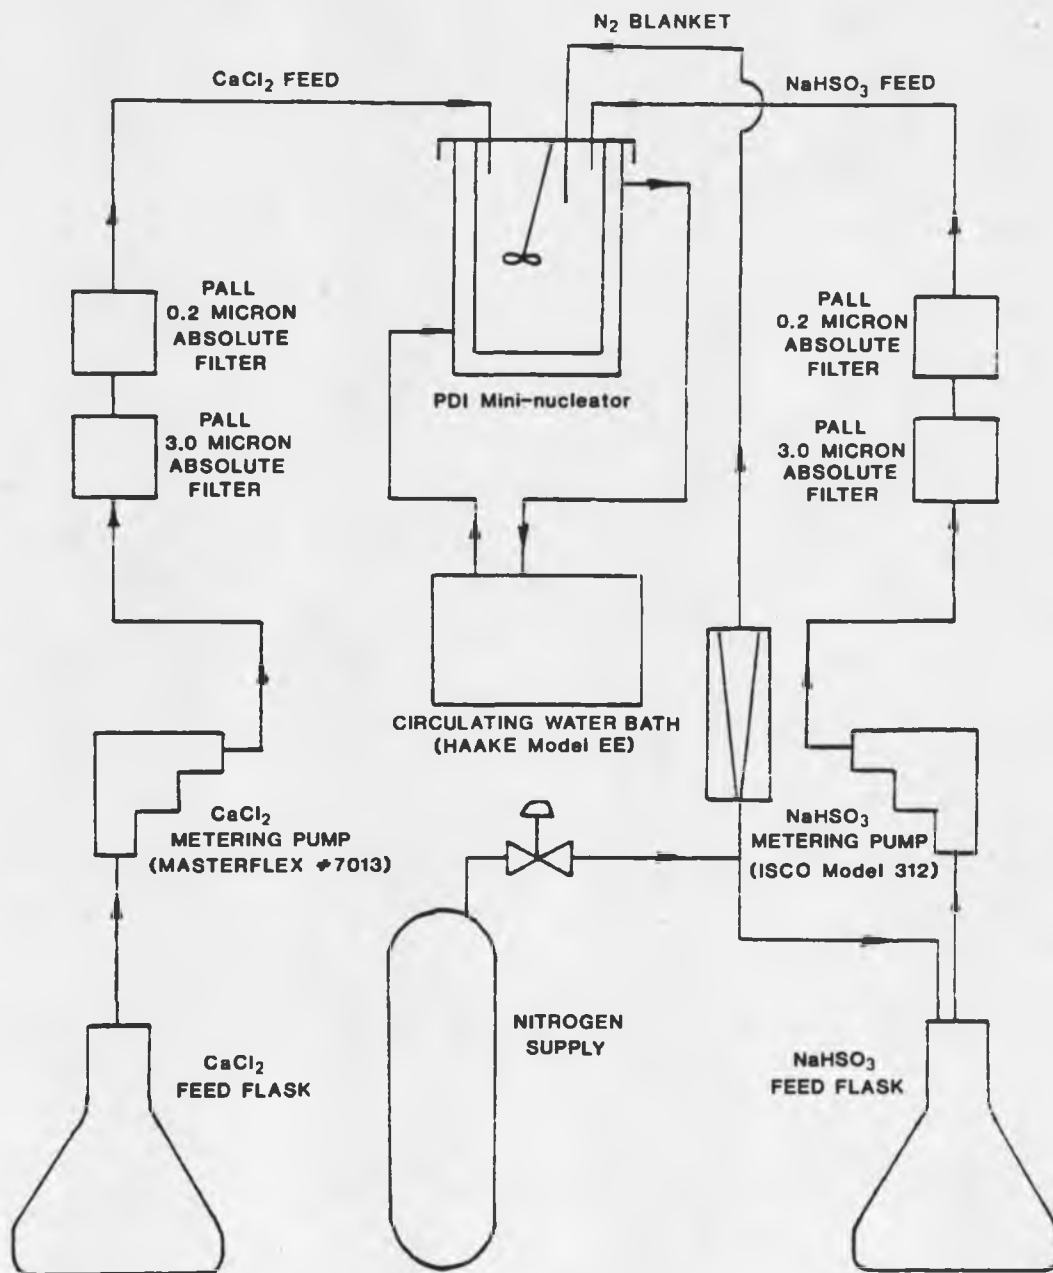 N₂ BLANKET
CaCl₂ FEED
NaHSO₃ FEED
PALL
0.2 MICRON
ABSOLUTE
FILTER
PALL
0.2 MICRON
ABSOLUTE
FILTER
PDI Mini-nucleator
PALL
3.0 MICRON
ABSOLUTE
FILTER
PALL
3.0 MICRON
ABSOLUTE
FILTER
CIRCULATING WATER BATH
(HAAKE Model EE)
CaCl₂
METERING PUMP
(MASTERFLEX #7013)
NaHSO₃
METERING PUMP
(ISCO Model 312)
NITROGEN
SUPPLY
CaCl₂
FEED FLASK
NaHSO₃
FEED FLASK